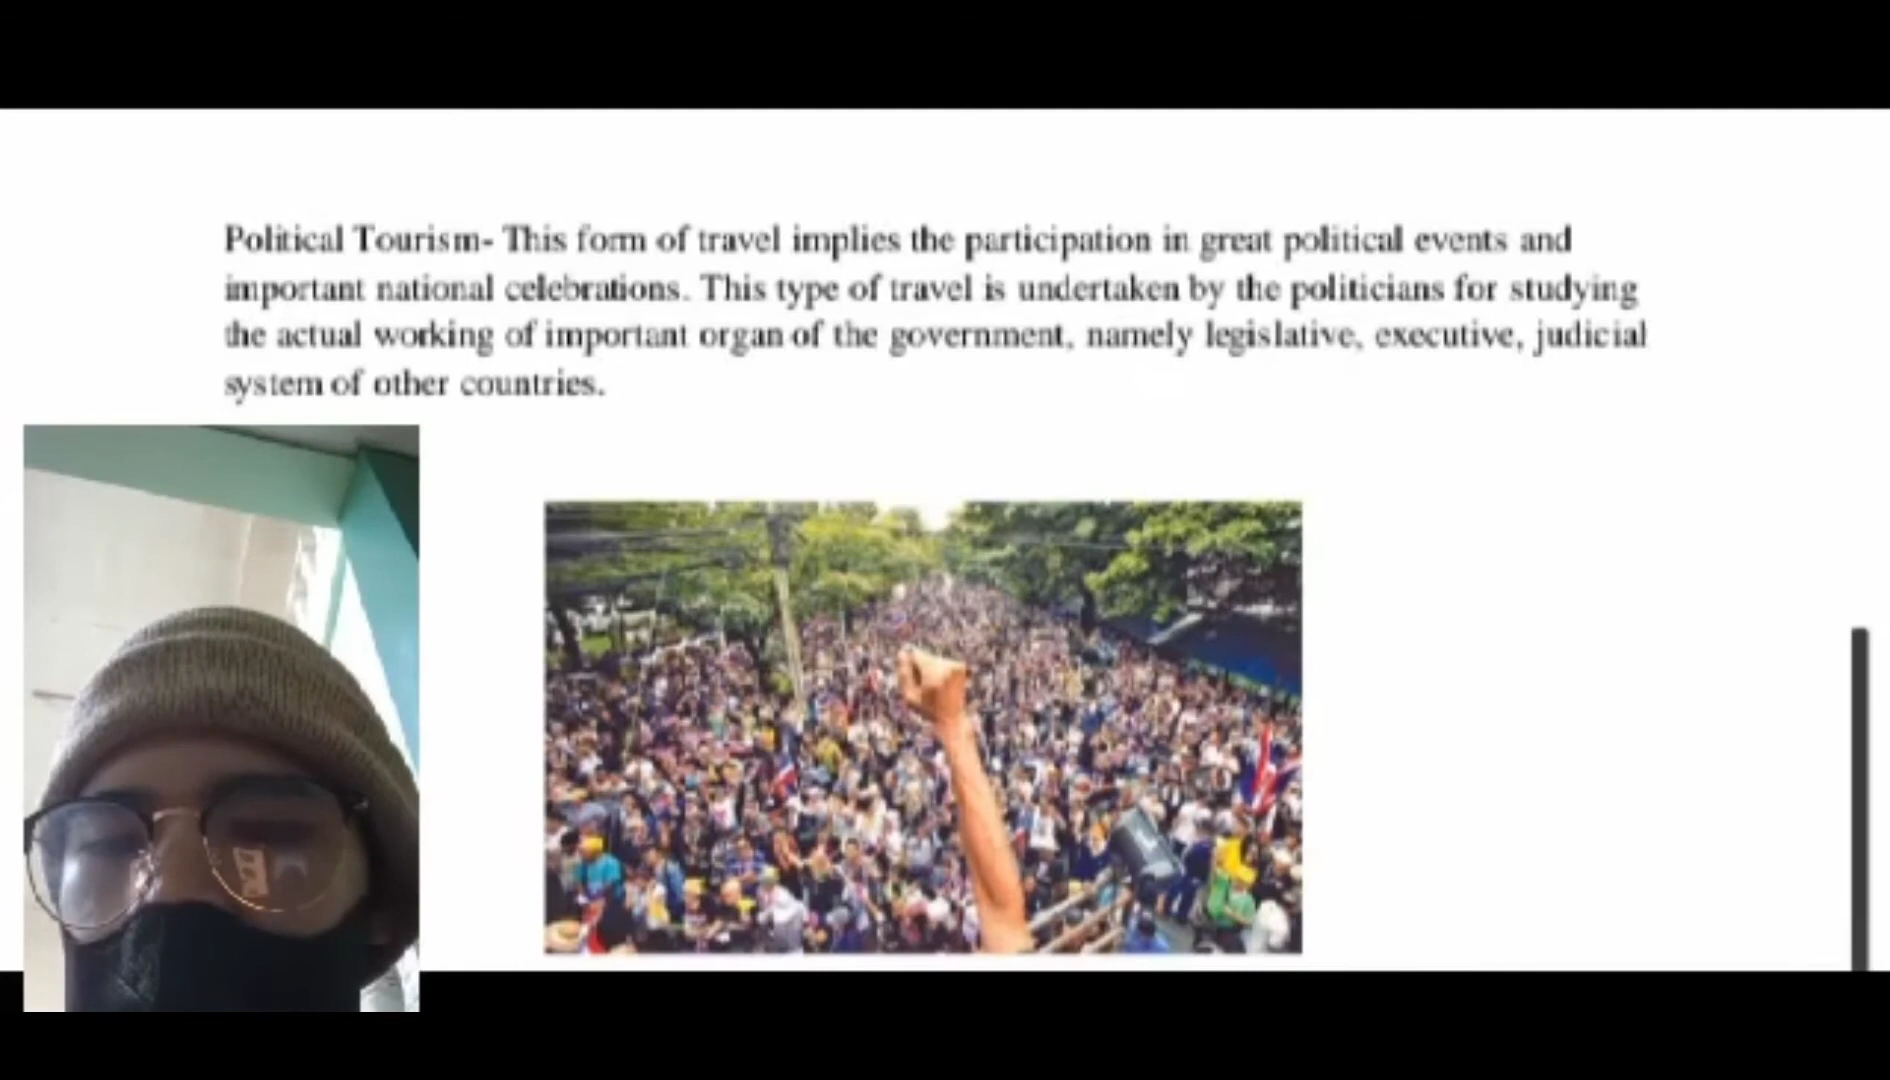 Political Tourism- This form of travel implies the participation in great political events and
important national celebrations. This type of travel is undertaken by the politicians for studying
the actual working of important organ of the government, namely legislative, executive, judicial
system of other countries.